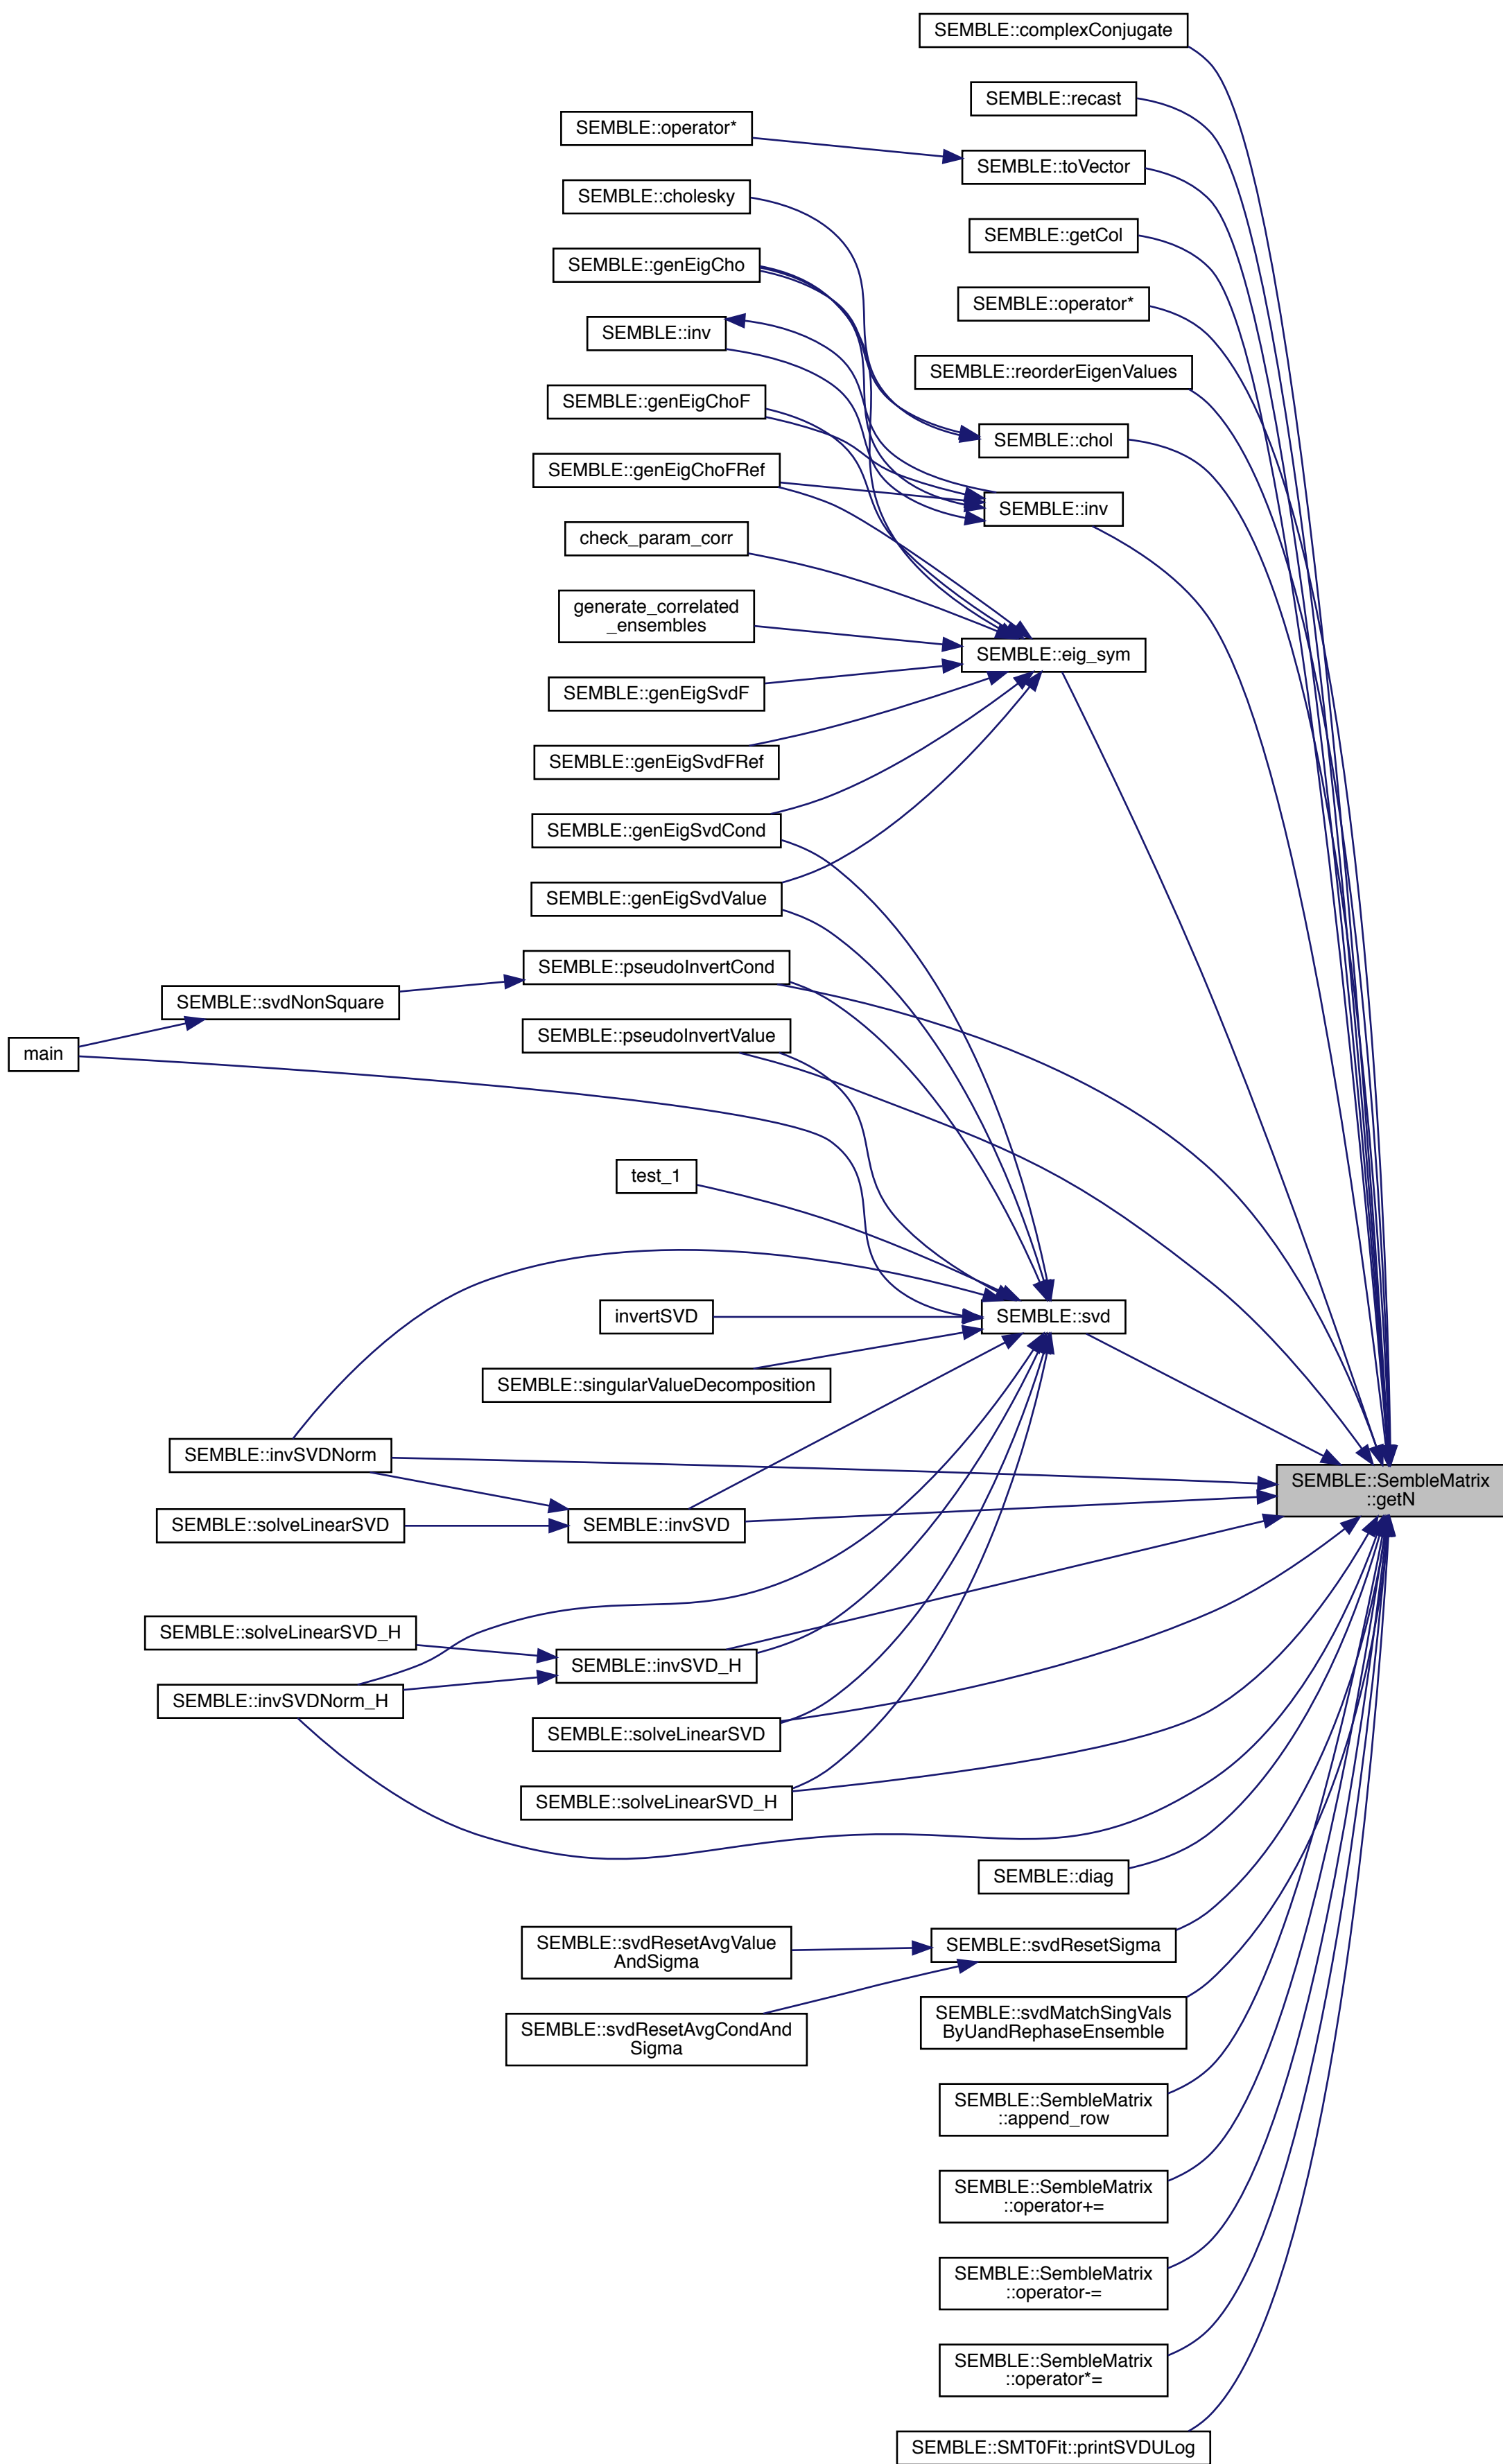 SEMBLE::complexConjugate
SEMBLE::recast
SEMBLE::operator*
SEMBLE::toVector
SEMBLE::cholesky
SEMBLE::getCol
SEMBLE::genEigCho
SEMBLE::operator*
SEMBLE::inv
SEMBLE::reorderEigenValues
SEMBLE::genEigChoF
SEMBLE::chol
SEMBLE::genEigChoFRef
SEMBLE::inv
check_param_corr
generate_correlated
_ensembles
SEMBLE::eig_sym
SEMBLE::genEigSvdF
SEMBLE::genEigSvdFRef
SEMBLE::genEigSvdCond
SEMBLE::genEigSvdValue
SEMBLE::pseudoInvertCond
SEMBLE::svdNonSquare
SEMBLE::pseudoInvertValue
main
test_1
invertSVD
SEMBLE::svd
SEMBLE::singularValueDecomposition
SEMBLE::invSVDNorm
SEMBLE::SembleMatrix
::getN
SEMBLE::solveLinearSVD
SEMBLE::invSVD
SEMBLE::solveLinearSVD_H
SEMBLE::invSVD_H
SEMBLE::invSVDNorm_H
SEMBLE::solveLinearSVD
SEMBLE::solveLinearSVD_H
SEMBLE::diag
SEMBLE::svdResetAvgValue
AndSigma
SEMBLE::svdResetSigma
SEMBLE::svdResetAvgCondAnd
Sigma
SEMBLE::svdMatchSingVals
ByUandRephaseEnsemble
SEMBLE::SembleMatrix
::append_row
SEMBLE::SembleMatrix
::operator+=
SEMBLE::SembleMatrix
::operator-=
SEMBLE::SembleMatrix
::operator*=
SEMBLE::SMT0Fit::printSVDULog